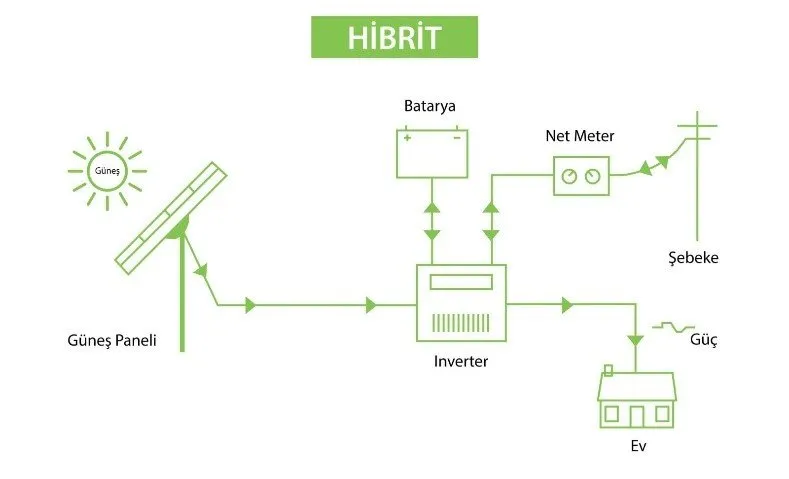 HİBRİT
Batarya
Net Meter
Güneş
+ −
Şebeke
Güneş Paneli
Inverter
Güç
Ev